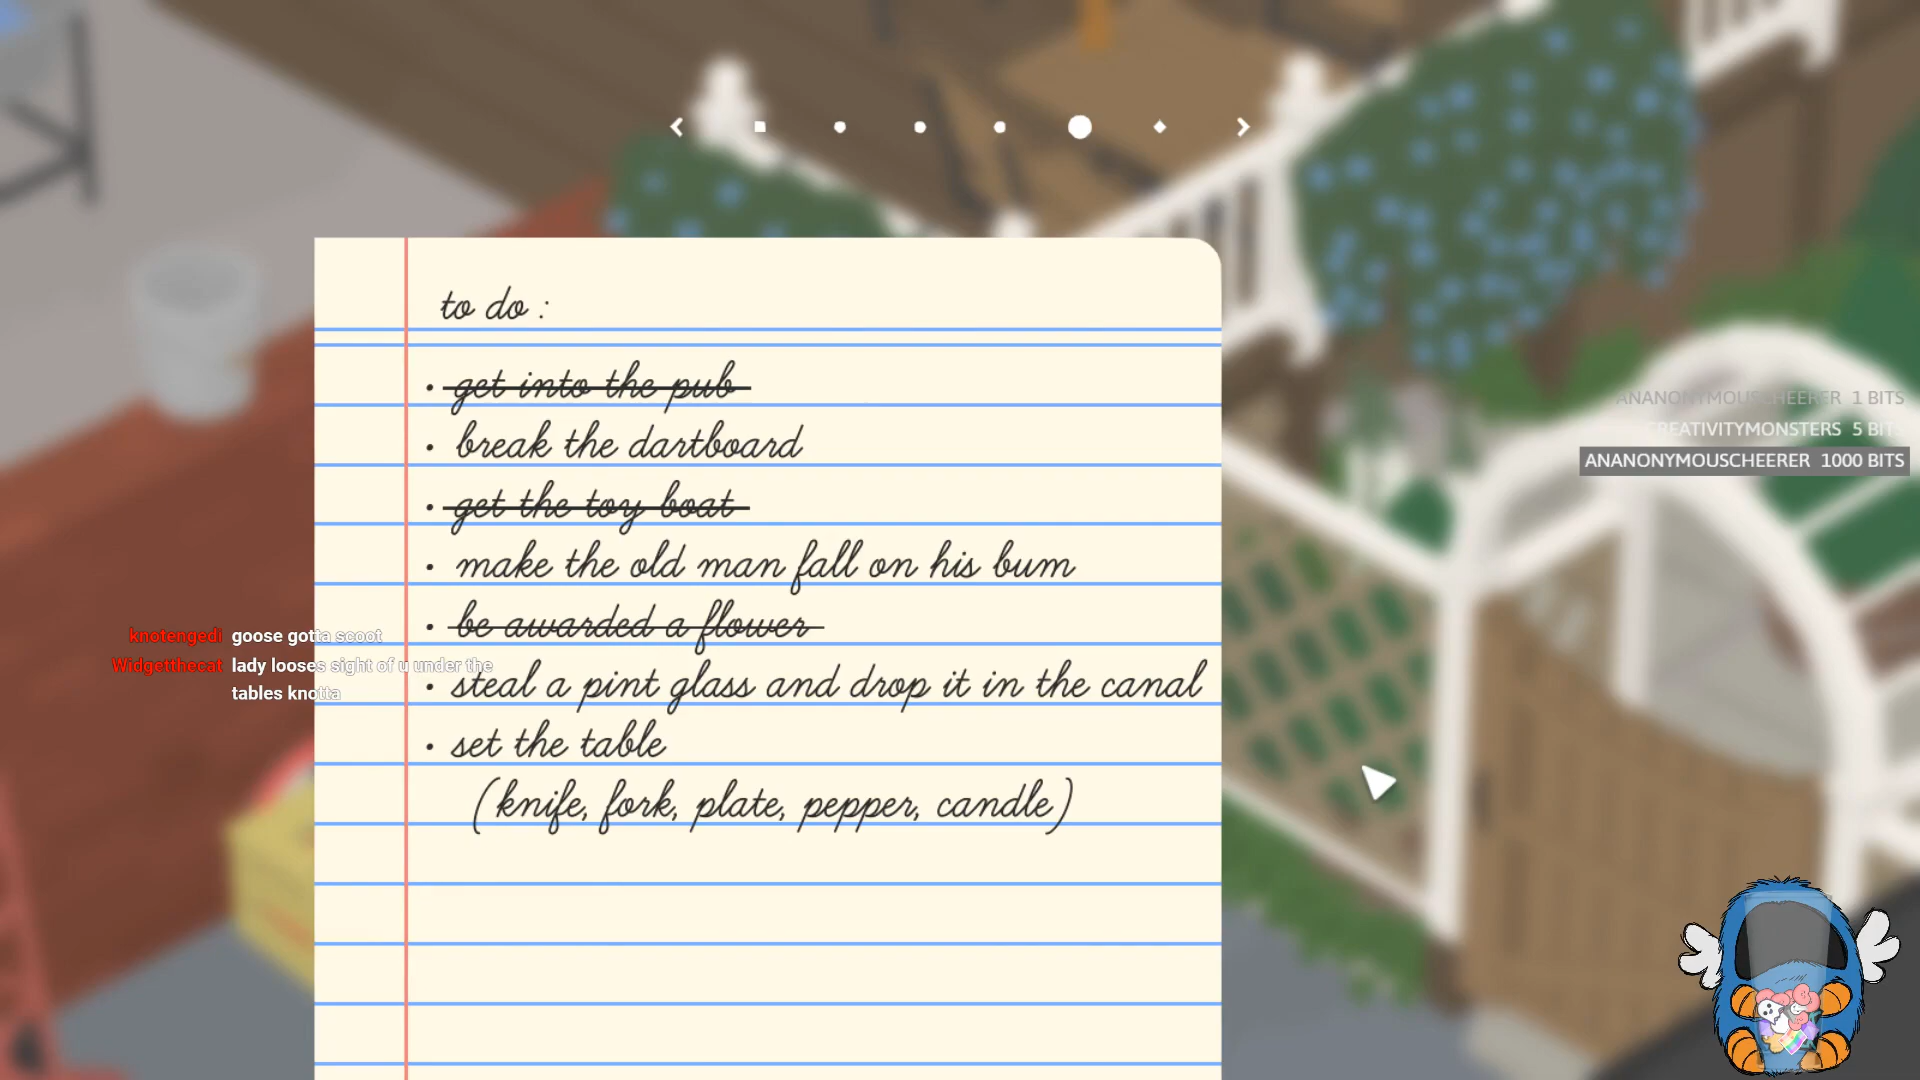 to do :
• get into the pub
• break the dartboard
• get the toy boat
• make the old man fall on his bum
• be awarded a flower
• steal a pint glass and drop it in the canal
• set the table
(knife, fork, plate, pepper, candle)
knotengedi goose gotta scoot
Widgetthecat lady looses sight of u under the
tables knotta
ANANONYMOUSCHEERER 1 BITS
CREATIVITYMONSTERS 5 BITS
ANANONYMOUSCHEERER 1000 BITS